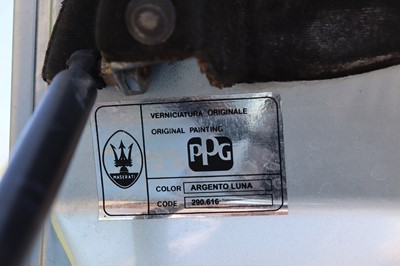 VERNICIATURA ORIGINALE
ORIGINAL PAINTING
PPG
MASERATI
COLOR ARGENTO LUNA
CODE 290.616